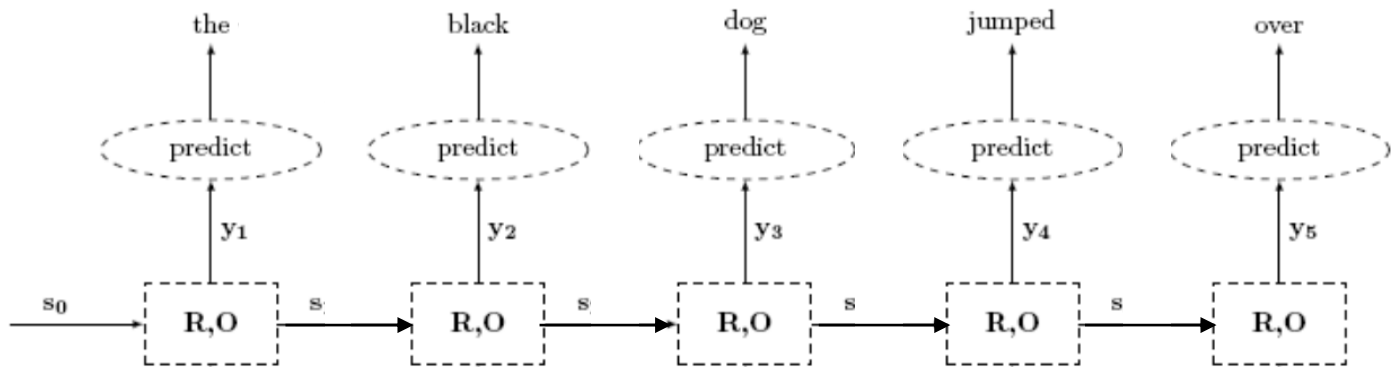 the black dog jumped over
predict predict predict predict predict
y₁ y₂ y₃ y₄ y₅
s₀ s s s s
R,O R,O R,O R,O R,O